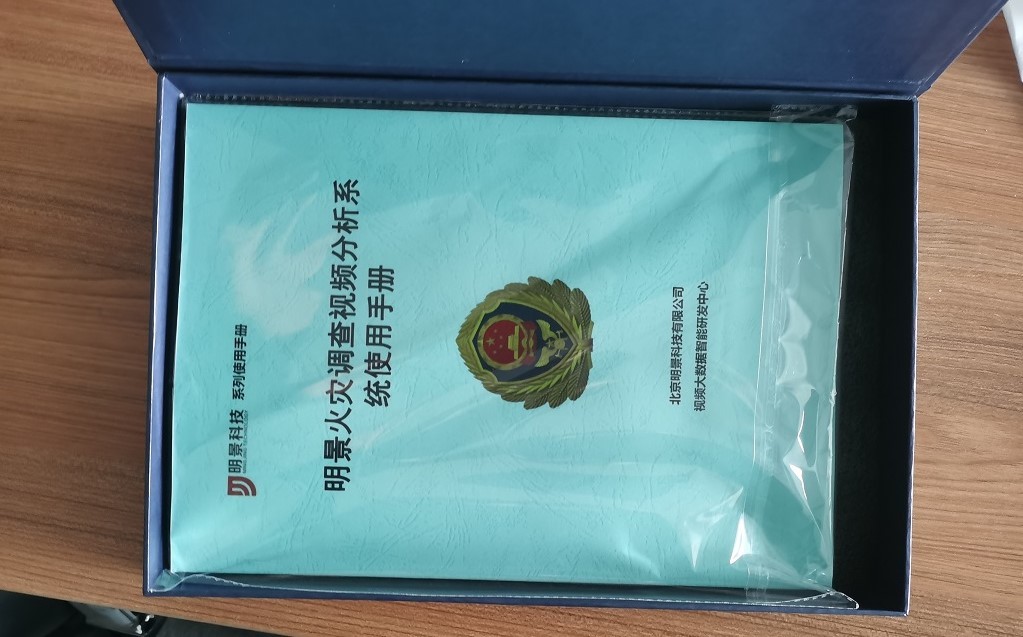 明景科技 系列使用手册
明景火灾调查视频分析系
统使用手册
北京明景科技有限公司
视频大数据智能研发中心